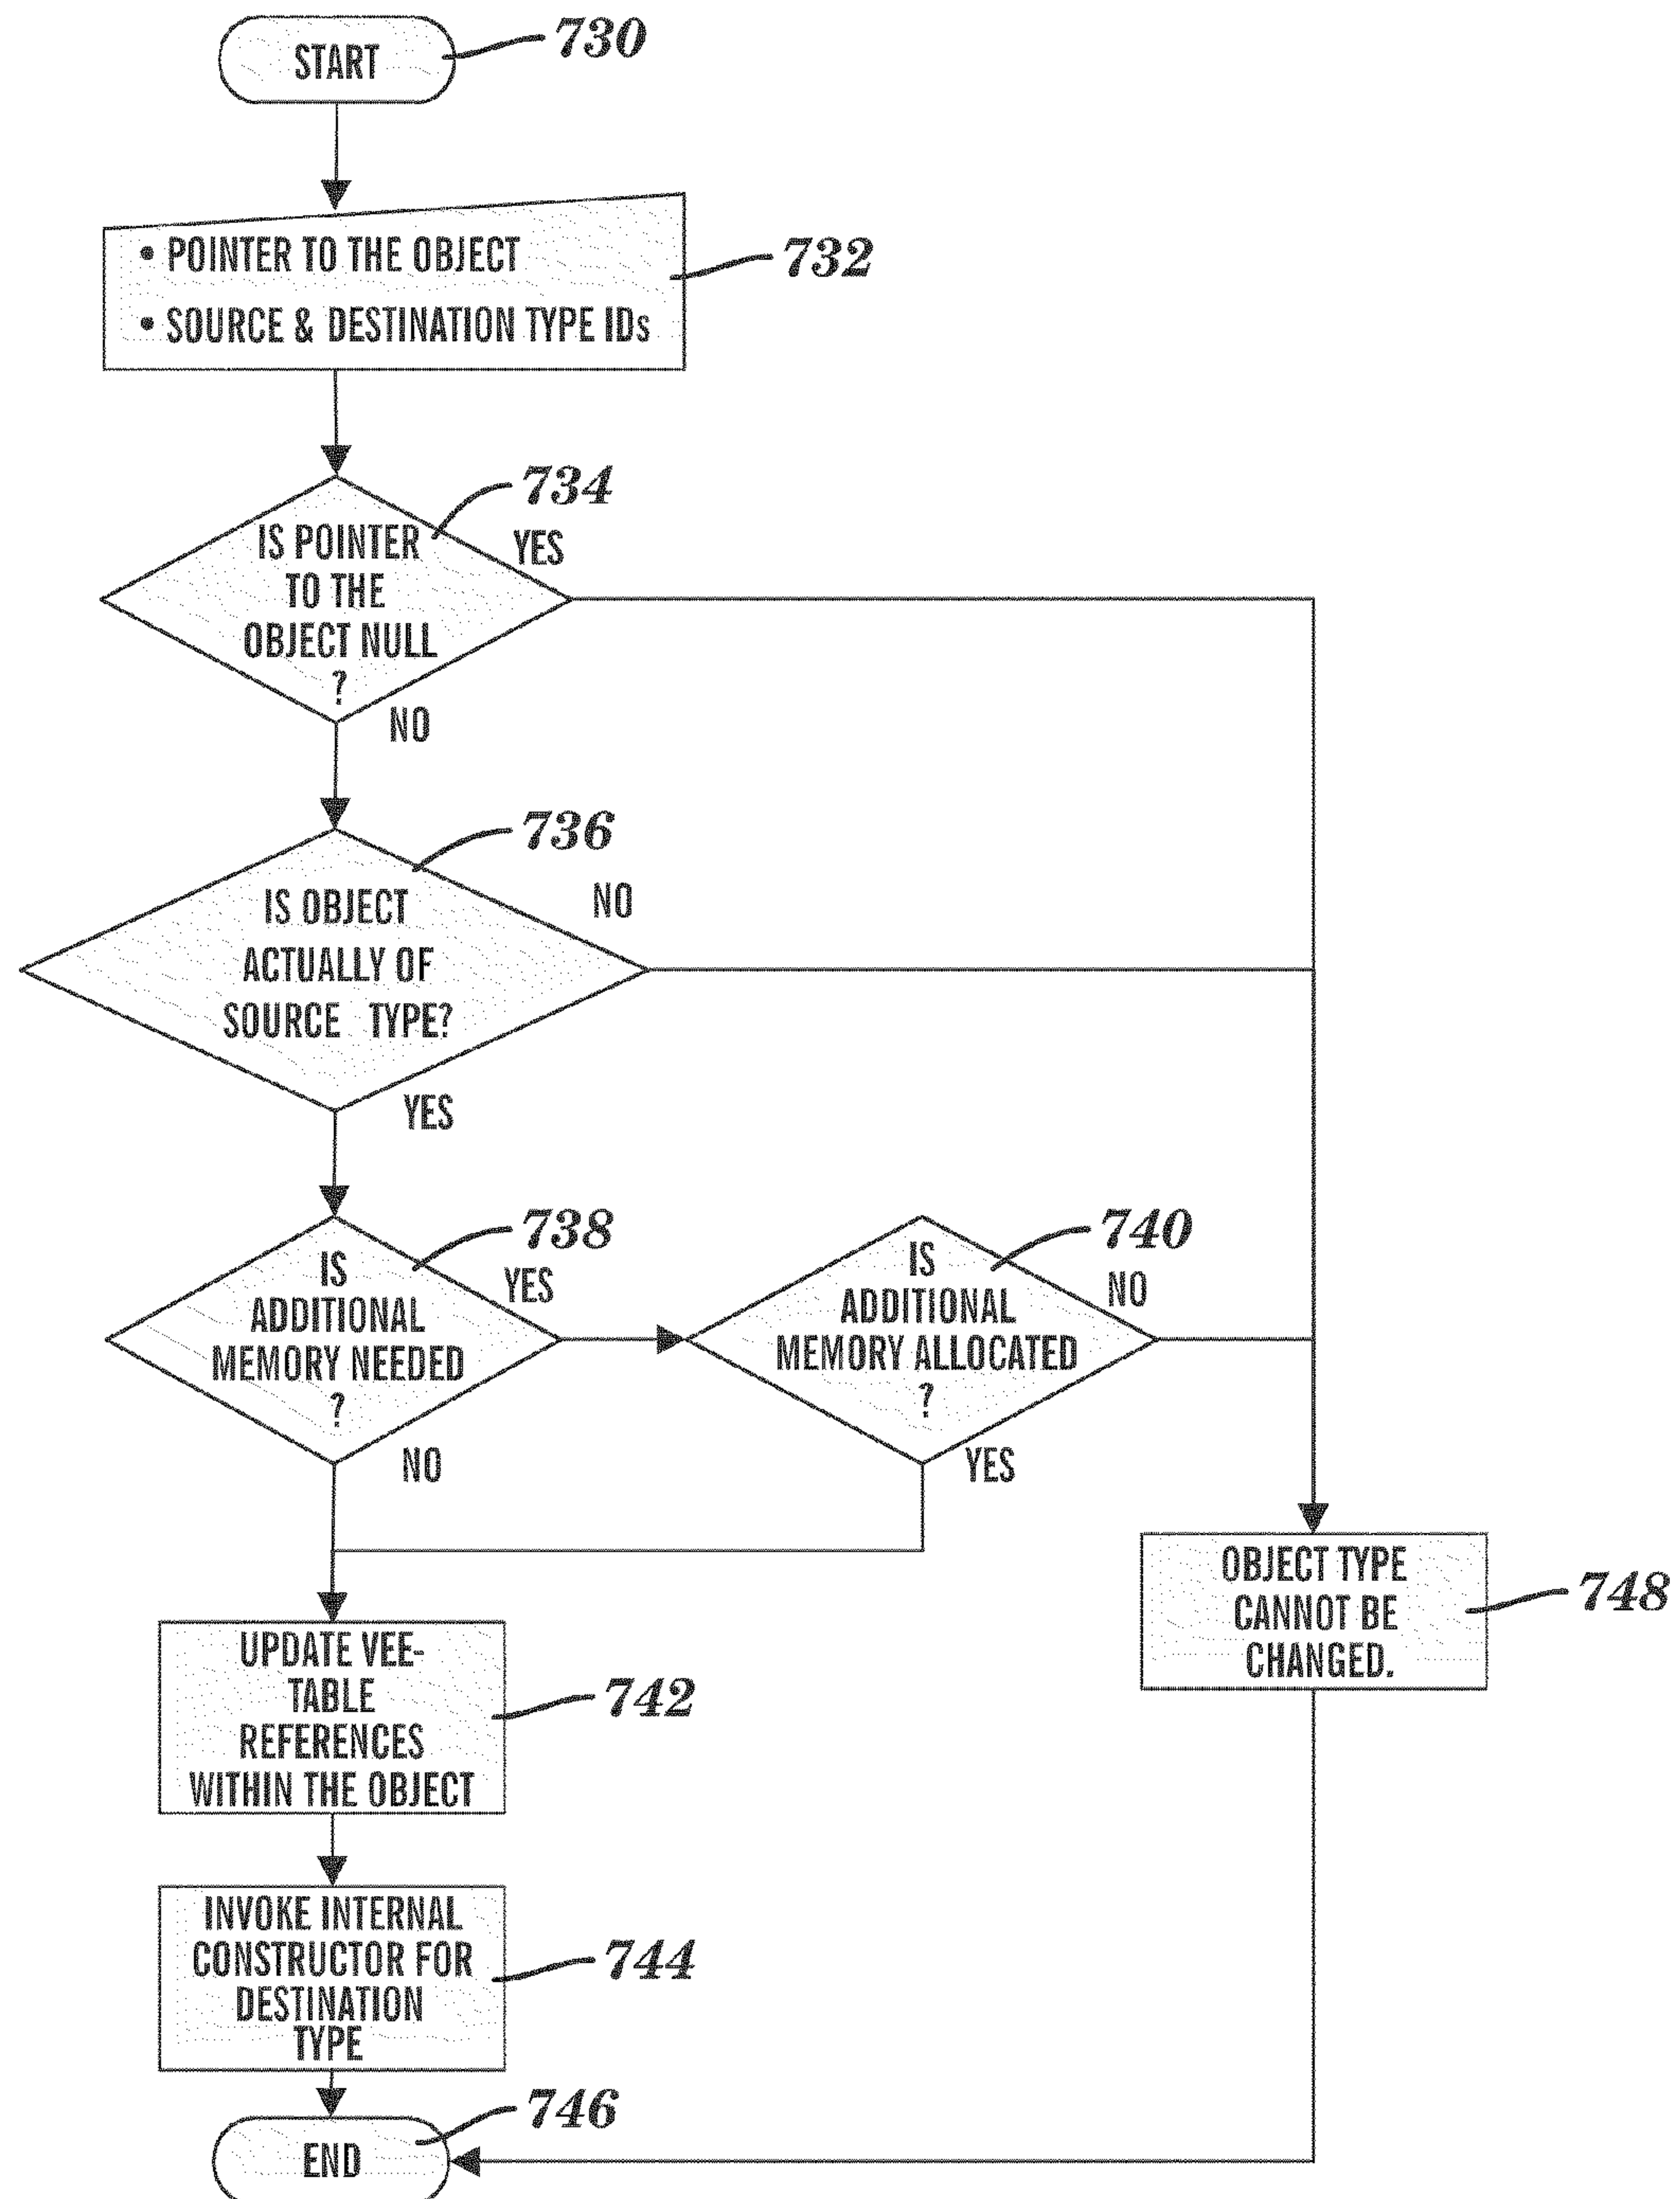 START
730
• POINTER TO THE OBJECT
• SOURCE & DESTINATION TYPE IDs
732
734
YES
IS POINTER
TO THE
OBJECT NULL
?
NO
736
NO
IS OBJECT
ACTUALLY OF
SOURCE TYPE?
YES
738
YES
IS
ADDITIONAL
MEMORY NEEDED
?
NO
740
NO
IS
ADDITIONAL
MEMORY ALLOCATED
?
YES
OBJECT TYPE
CANNOT BE
CHANGED.
748
UPDATE VEE-
TABLE
REFERENCES
WITHIN THE OBJECT
742
INVOKE INTERNAL
CONSTRUCTOR FOR
DESTINATION
TYPE
744
746
END